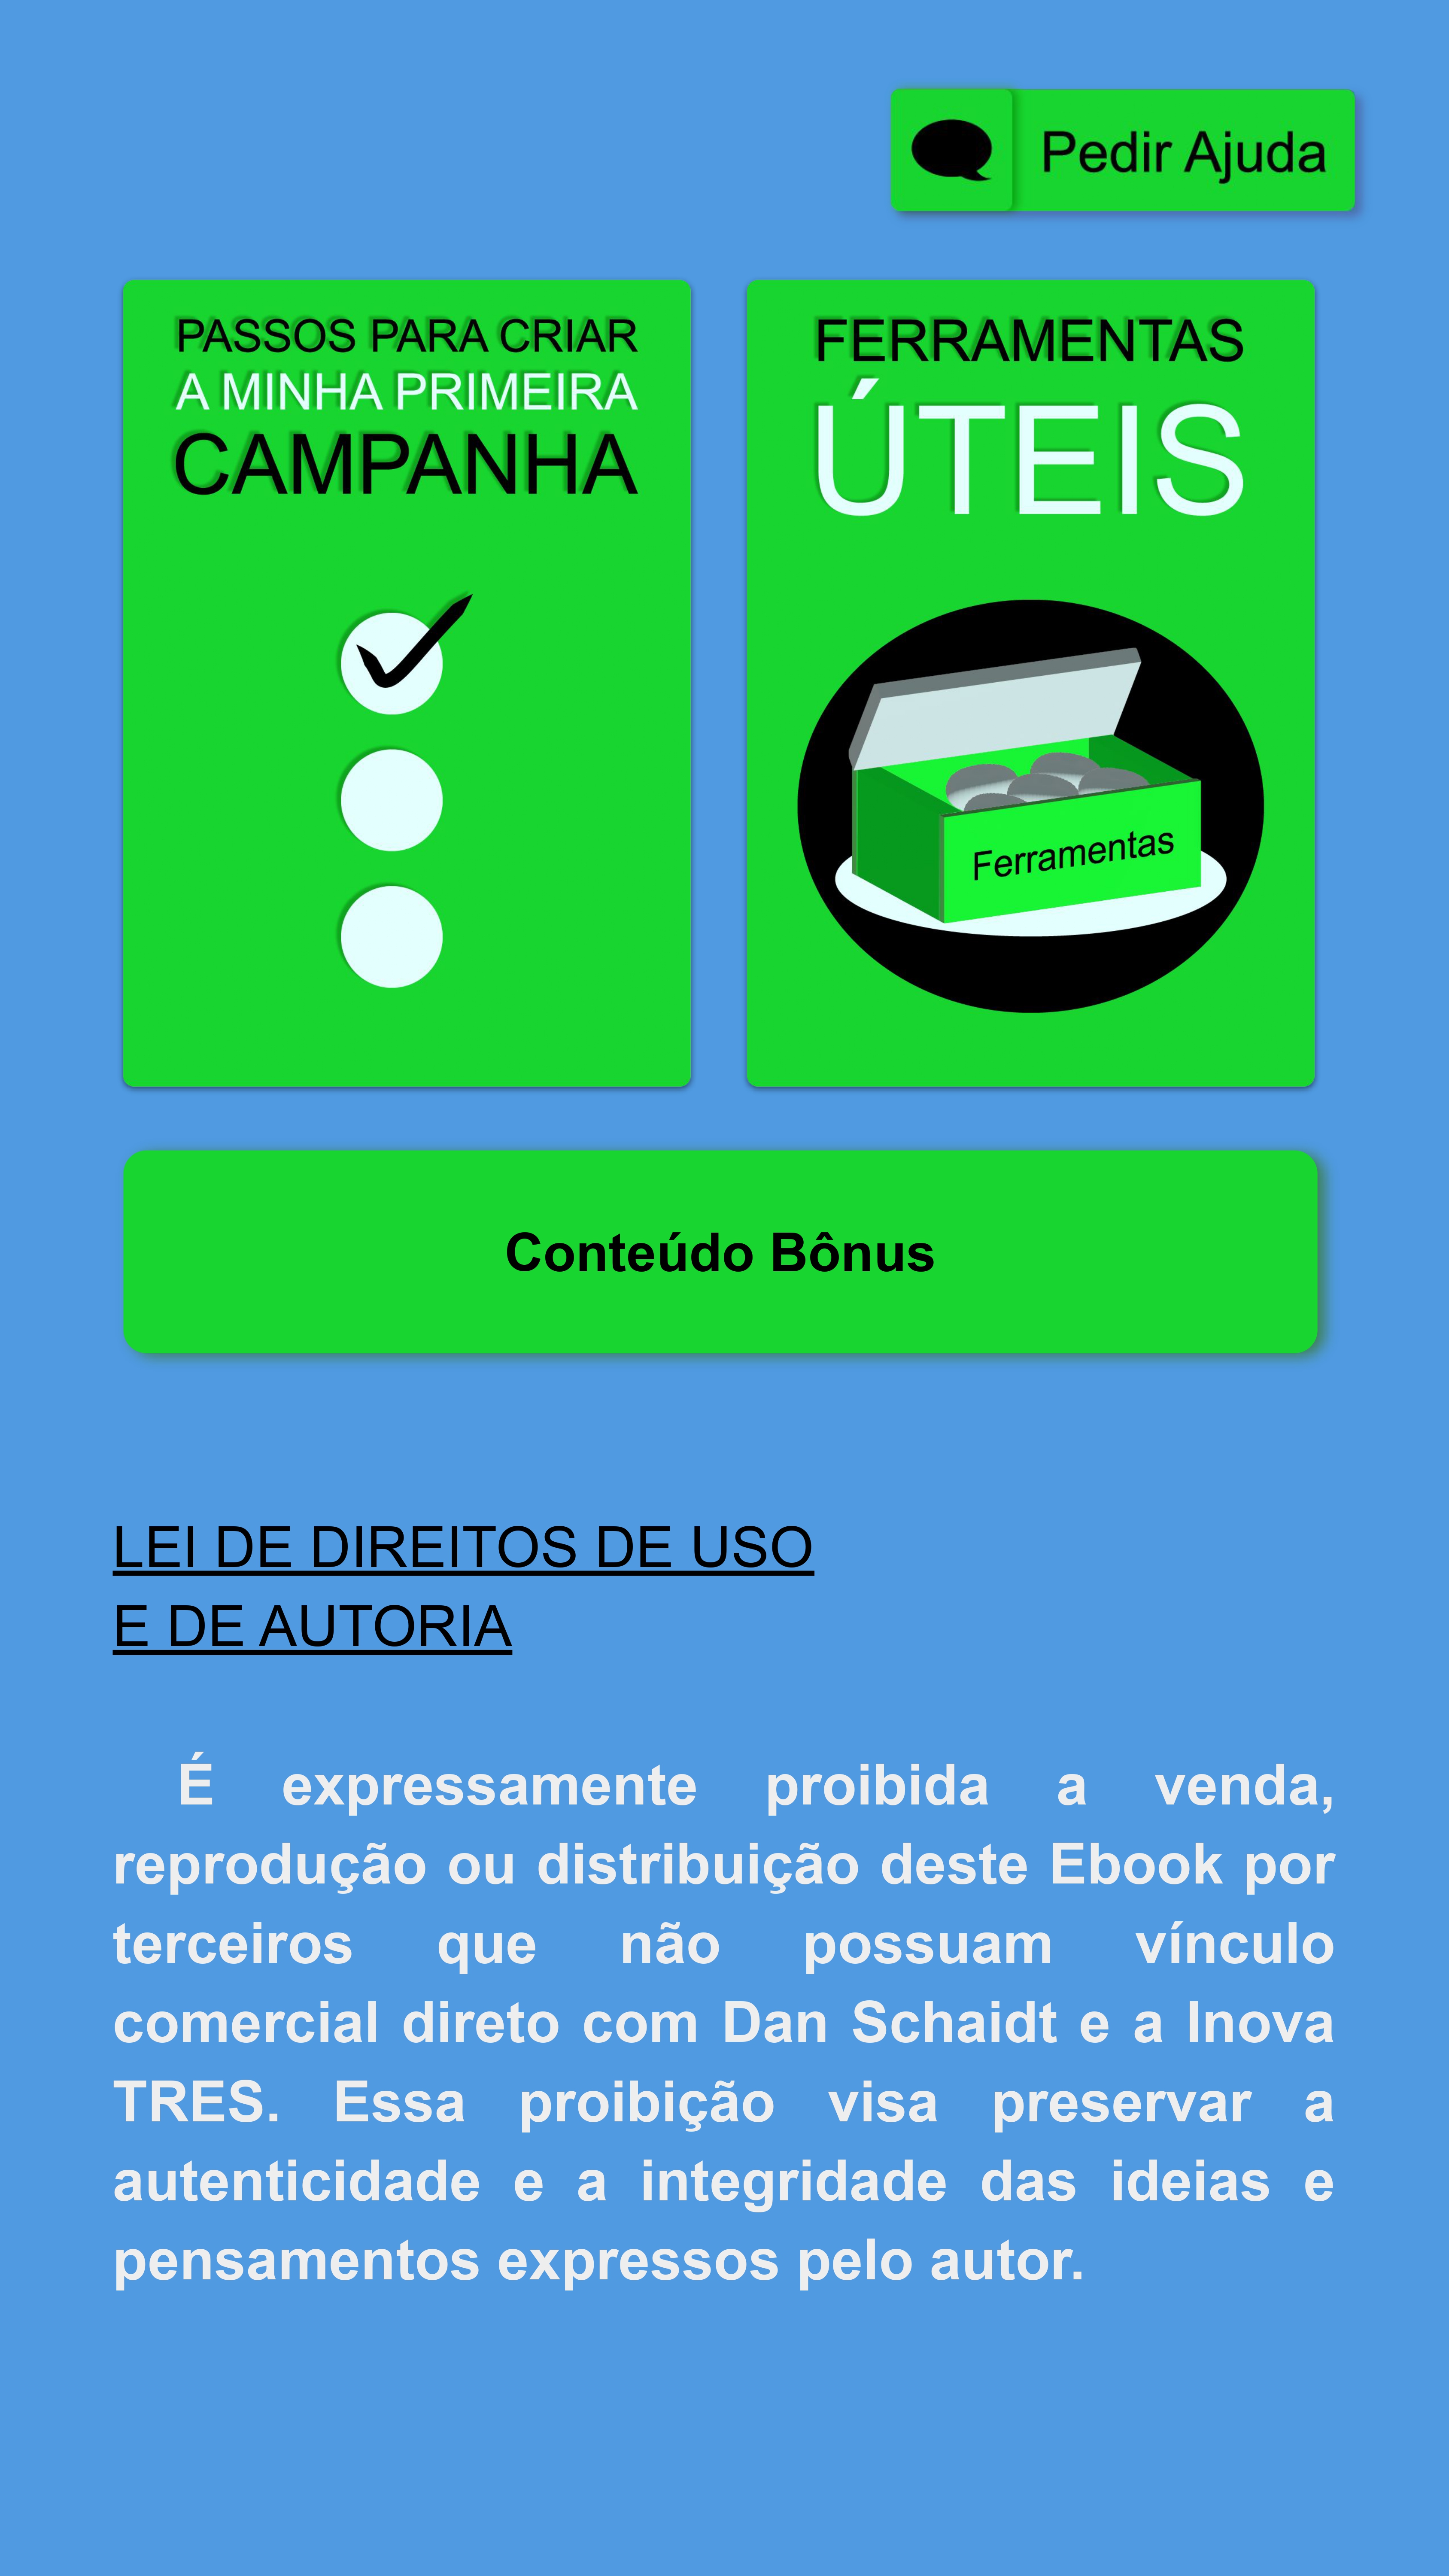 Pedir Ajuda
PASSOS PARA CRIAR
A MINHA PRIMEIRA
CAMPANHA
FERRAMENTAS
ÚTEIS
Ferramentas
Conteúdo Bônus
LEI DE DIREITOS DE USO
E DE AUTORIA
É expressamente proibida a venda,
reprodução ou distribuição deste Ebook por
terceiros que não possuam vínculo
comercial direto com Dan Schaidt e a Inova
TRES. Essa proibição visa preservar a
autenticidade e a integridade das ideias e
pensamentos expressos pelo autor.